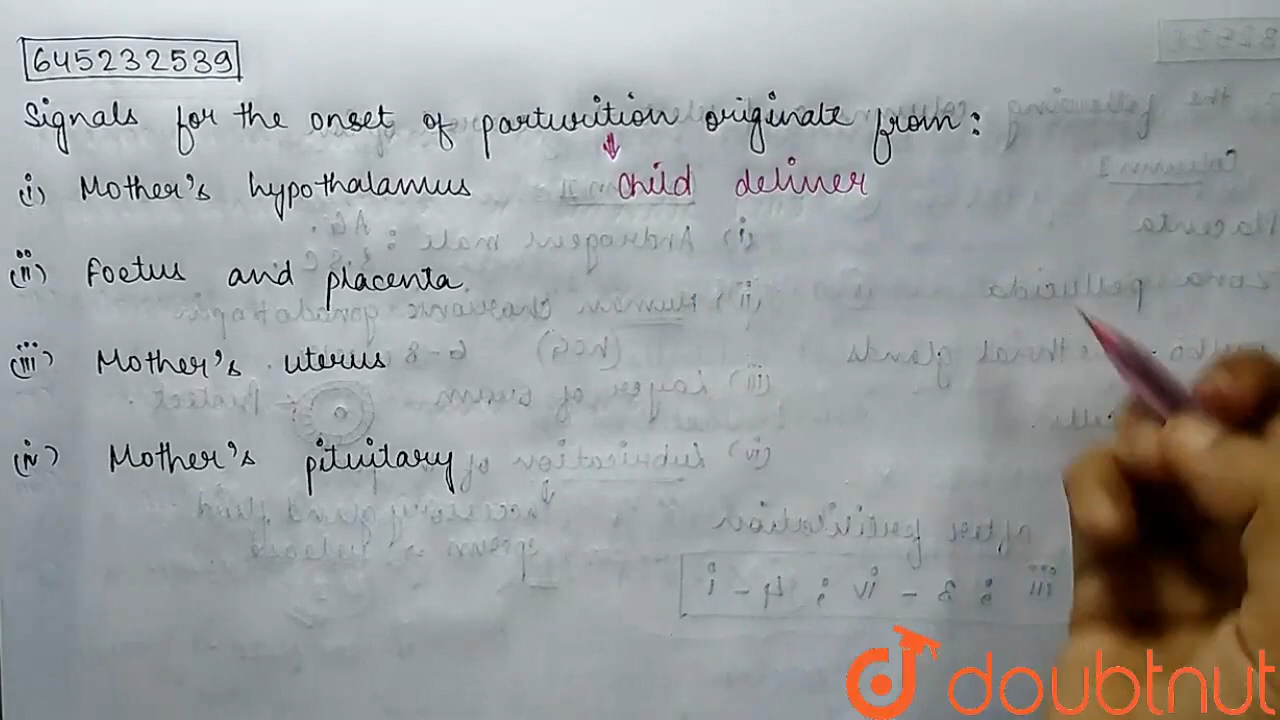 645232539
Signals for the onset of parturition originate from:
(i) Mother's hypothalamus child deliver
(ii) Foetus and placenta
(iii) Mother's uterus
(iv) Mother's pituitary
doubtnut